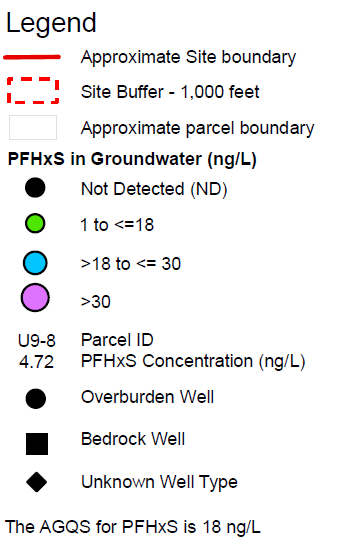 Legend
Approximate Site boundary
Site Buffer - 1,000 feet
Approximate parcel boundary
PFHxS in Groundwater (ng/L)
Not Detected (ND)
1 to <=18
>18 to <= 30
>30
U9-8 Parcel ID
4.72 PFHxS Concentration (ng/L)
Overburden Well
Bedrock Well
Unknown Well Type
The AGQS for PFHxS is 18 ng/L